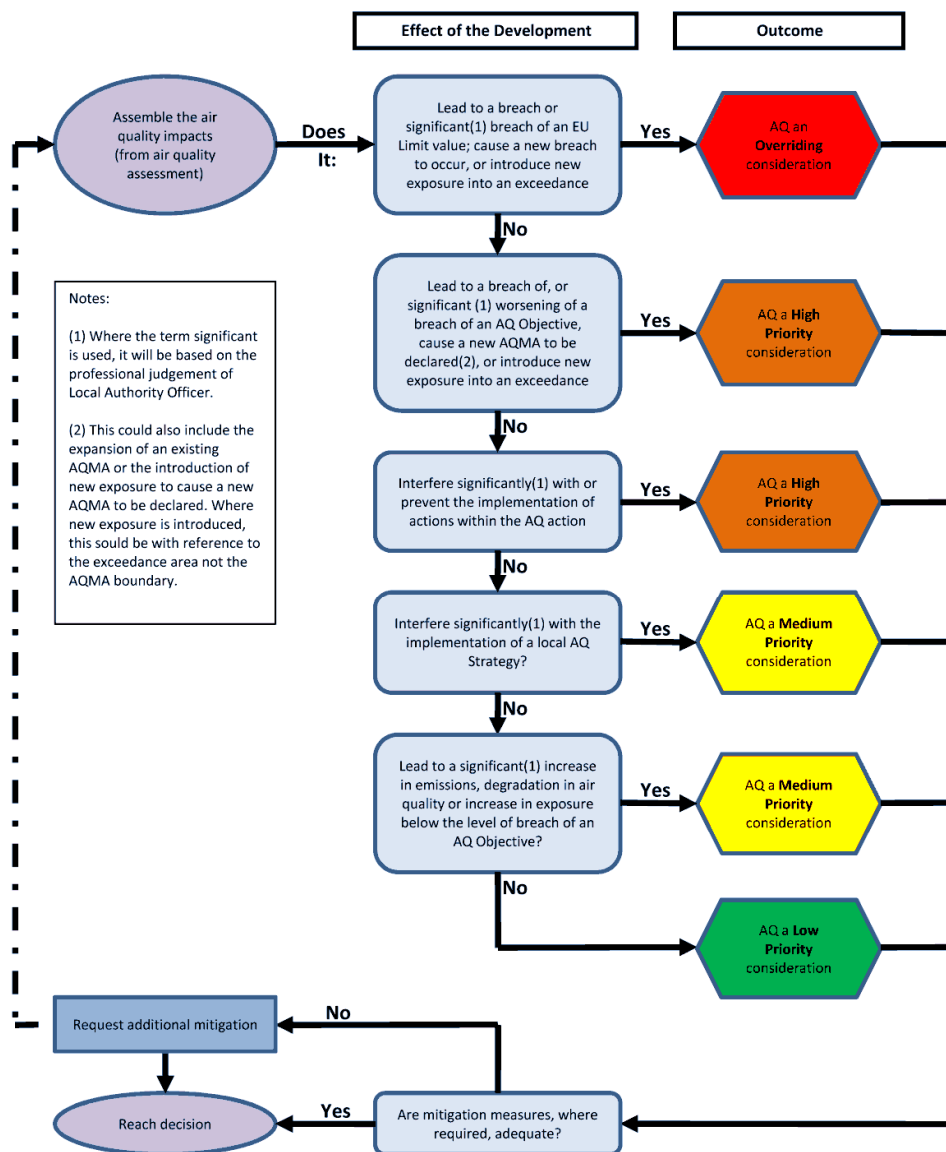 Effect of the Development
Outcome
Assemble the air
quality impacts
(from air quality
assessment)
Does
It:
Lead to a breach or
significant(1) breach of an EU
Limit value; cause a new breach
to occur, or introduce new
exposure into an exceedance
Yes
AQ an
Overriding
consideration
No
Lead to a breach of, or
significant (1) worsening of a
breach of an AQ Objective,
cause a new AQMA to be
declared(2), or introduce new
exposure into an exceedance
Yes
AQ a High
Priority
consideration
Notes:
(1) Where the term significant
is used, it will be based on the
professional judgement of
Local Authority Officer.
(2) This could also include the
expansion of an existing
AQMA or the introduction of
new exposure to cause a new
AQMA to be declared. Where
new exposure is introduced,
this sould be with reference to
the exceedance area not the
AQMA boundary.
No
Interfere significantly(1) with or
prevent the implementation of
actions within the AQ action
Yes
AQ a High
Priority
consideration
No
Interfere significantly(1) with the
implementation of a local AQ
Strategy?
Yes
AQ a Medium
Priority
consideration
No
Lead to a significant(1) increase
in emissions, degradation in air
quality or increase in exposure
below the level of breach of an
AQ Objective?
Yes
AQ a Medium
Priority
consideration
No
AQ a Low
Priority
consideration
Request additional mitigation
No
Reach decision
Yes
Are mitigation measures, where
required, adequate?